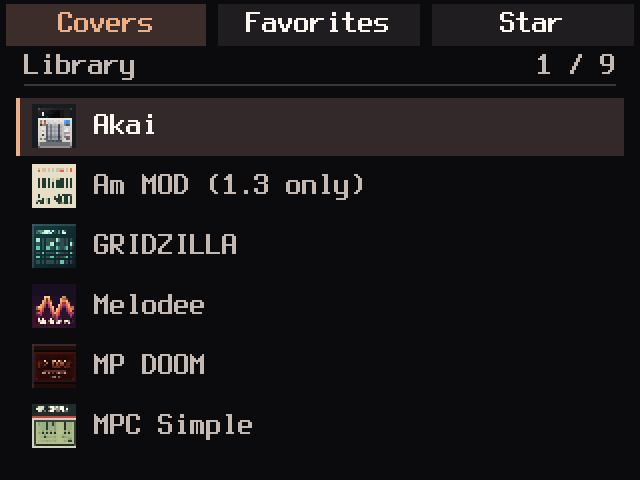 Covers Favorites Star
Library 1 / 9
Akai
Am MOD (1.3 only)
GRIDZILLA
Melodee
MP DOOM
MPC Simple